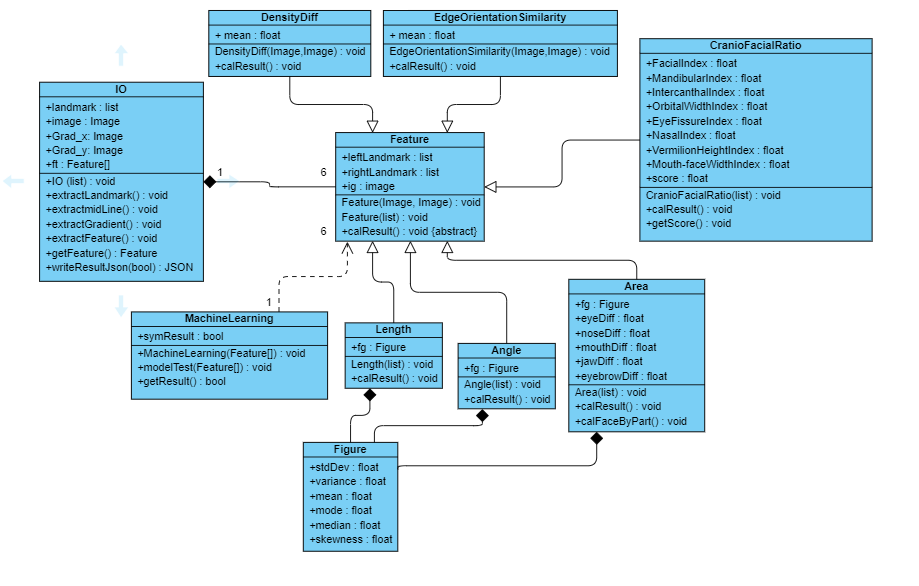 DensityDiff
+ mean : float
DensityDiff(Image,Image) : void
+calResult() : void
EdgeOrientationSimilarity
+ mean : float
EdgeOrientationSimilarity(Image,Image) : void
+calResult() : void
CranioFacialRatio
+FacialIndex : float
+MandibularIndex : float
+IntercanthalIndex : float
+OrbitalWidthIndex : float
+EyeFissureIndex : float
+NasalIndex : float
+VermilionHeightIndex : float
+Mouth-faceWidthIndex : float
+score : float
CranioFacialRatio(list) : void
+calResult() : void
+getScore() : void
IO
+landmark : list
+image : Image
+Grad_x: Image
+Grad_y: Image
+ft : Feature[]
+IO (list) : void
+extractLandmark() : void
+extractmidLine() : void
+extractGradient() : void
+extractFeature() : void
+getFeature() : Feature
+writeResultJson(bool) : JSON
1
6
Feature
+leftLandmark : list
+rightLandmark : list
+ig : image
Feature(Image, Image) : void
Feature(list) : void
+calResult() : void {abstract}
6
1
MachineLearning
+symResult : bool
+MachineLearning(Feature[]) : void
+modelTest(Feature[]) : void
+getResult() : bool
Length
+fg : Figure
Length(list) : void
+calResult() : void
Angle
+fg : Figure
Angle(list) : void
+calResult() : void
Area
+fg : Figure
+eyeDiff : float
+noseDiff : float
+mouthDiff : float
+jawDiff : float
+eyebrowDiff : float
Area(list) : void
+calResult() : void
+calFaceByPart() : void
Figure
+stdDev : float
+variance : float
+mean : float
+mode : float
+median : float
+skewness : float